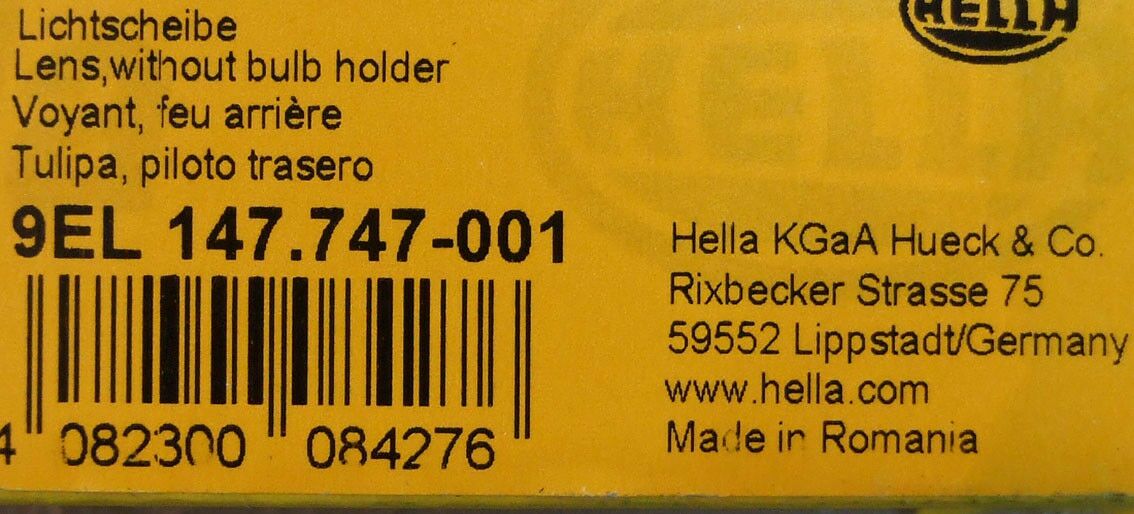 HELLA
Lichtscheibe
Lens,without bulb holder
Voyant, feu arrière
Tulipa, piloto trasero
9EL 147.747-001
Hella KGaA Hueck & Co.
Rixbecker Strasse 75
59552 Lippstadt/Germany
www.hella.com
Made in Romania
4 082300 084276